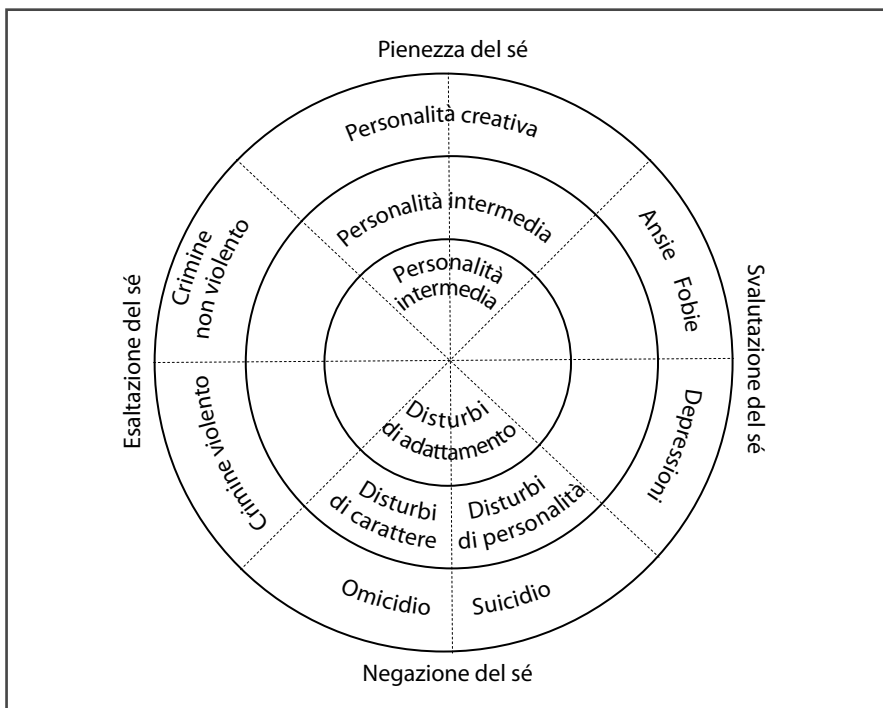 Pienezza del sé
Personalità creativa
Personalità intermedia
Personalità
intermedia
Crimine
non violento
Ansie Fobie
Esaltazione del sé
Svalutazione del sé
Crimine violento
Depressioni
Disturbi
di adattamento
Disturbi
di carattere
Disturbi
di personalità
Omicidio
Suicidio
Negazione del sé